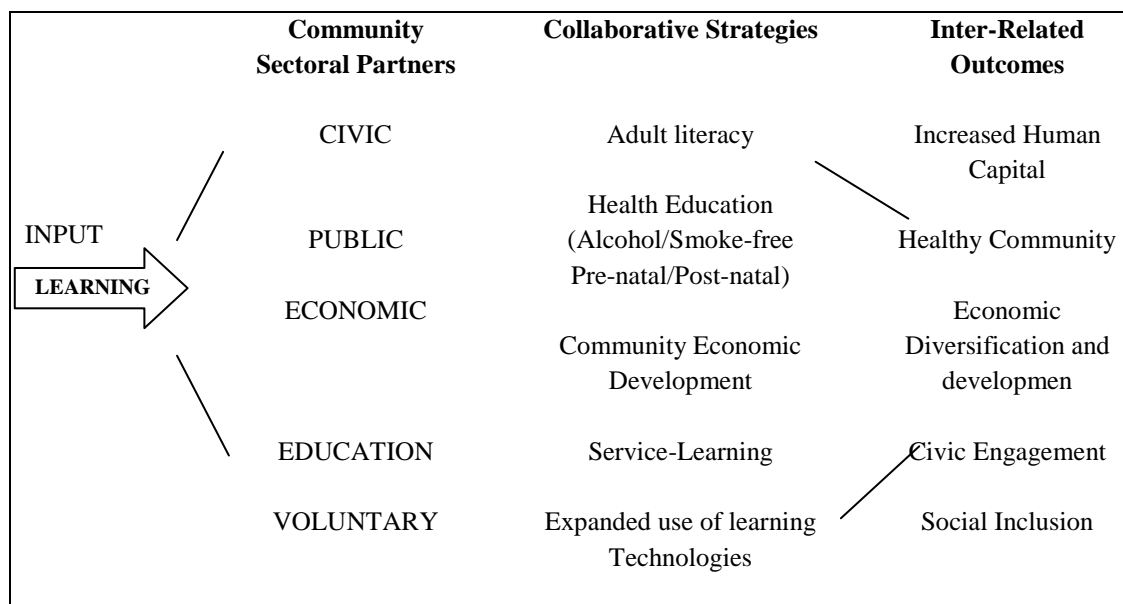 Community
Sectoral Partners
Collaborative Strategies
Inter-Related
Outcomes
CIVIC
Adult literacy
Increased Human
Capital
INPUT
LEARNING
PUBLIC
Health Education
(Alcohol/Smoke-free
Pre-natal/Post-natal)
Healthy Community
ECONOMIC
Community Economic
Development
Economic
Diversification and
developmen
EDUCATION
Service-Learning
Civic Engagement
VOLUNTARY
Expanded use of learning
Technologies
Social Inclusion